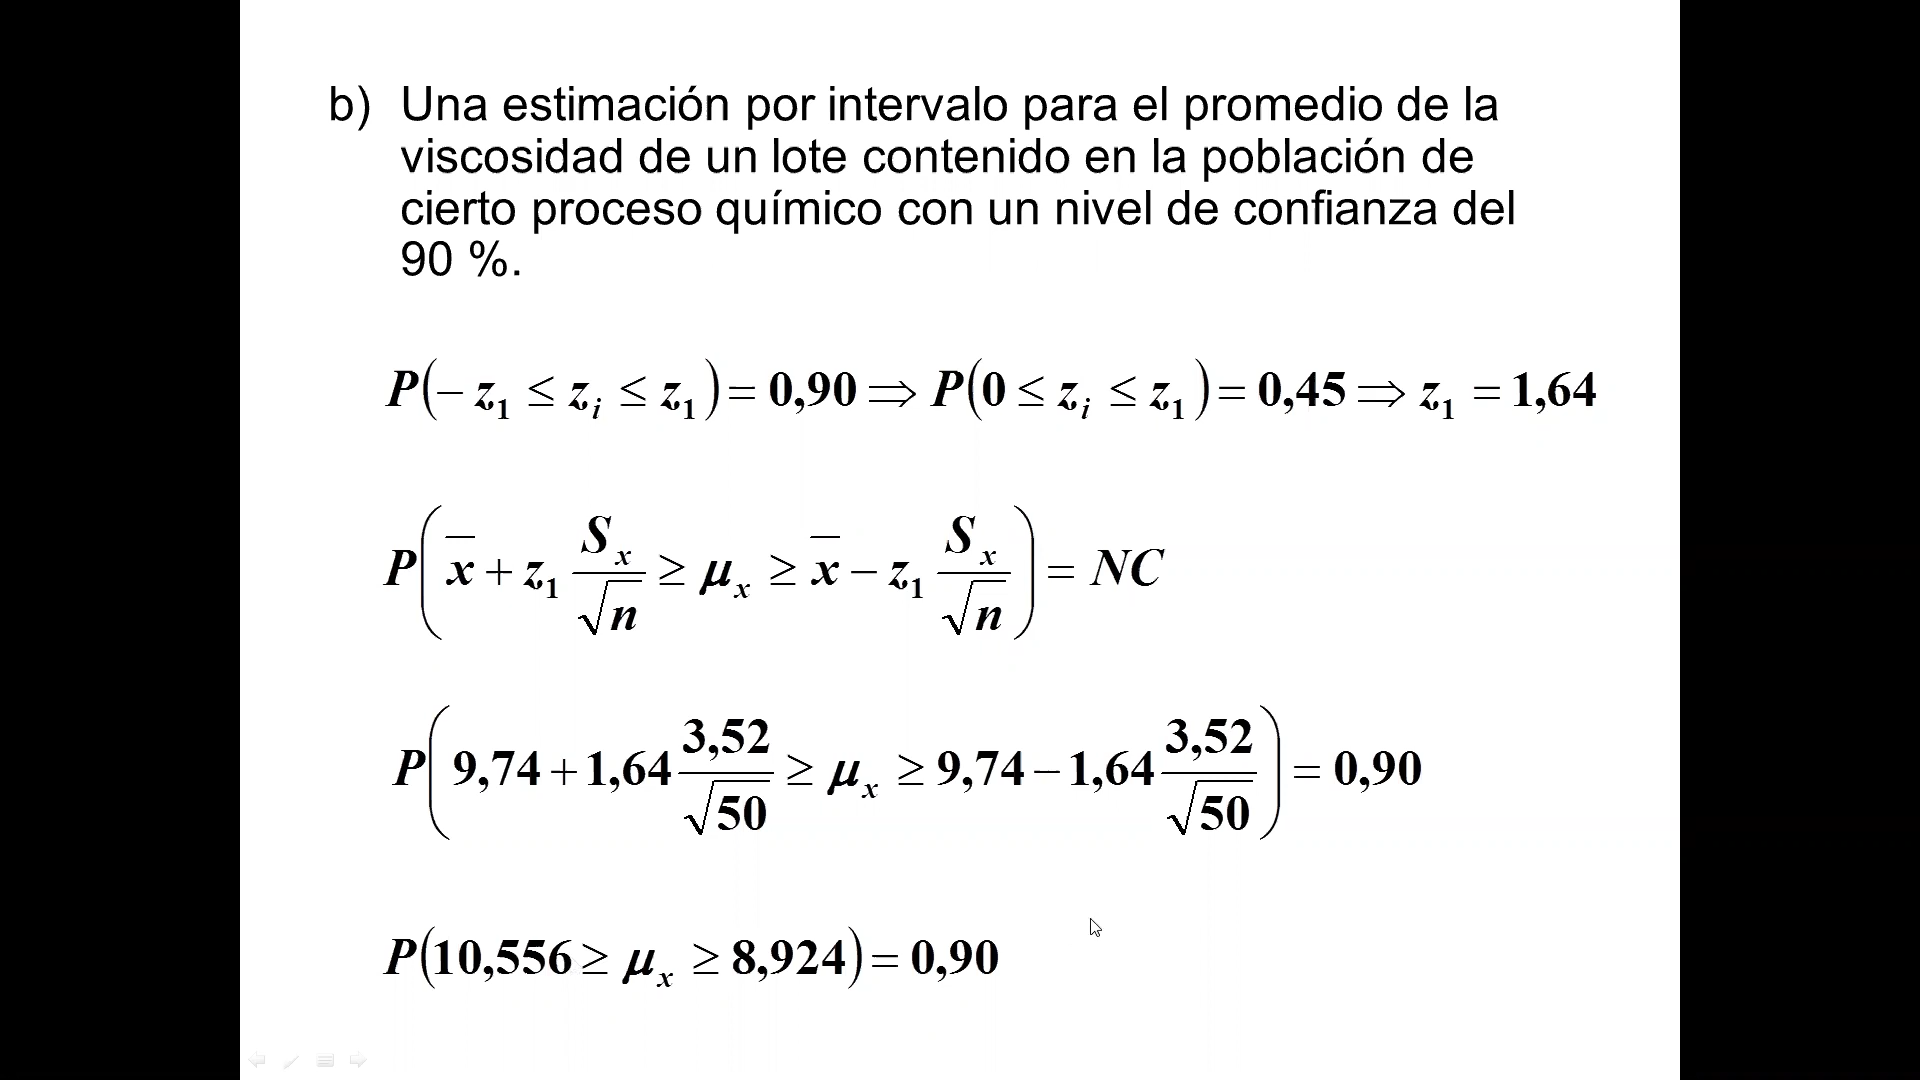 b) Una estimación por intervalo para el promedio de la
viscosidad de un lote contenido en la población de
cierto proceso químico con un nivel de confianza del
90 %.
P(− z₁ ≤ zᵢ ≤ z₁) = 0,90 ⇒ P(0 ≤ zᵢ ≤ z₁) = 0,45 ⇒ z₁ = 1,64
P(x̄ + z₁ Sₓ/√n ≥ μₓ ≥ x̄ − z₁ Sₓ/√n) = NC
P(9,74 + 1,64 3,52/√50 ≥ μₓ ≥ 9,74 − 1,64 3,52/√50) = 0,90
P(10,556 ≥ μₓ ≥ 8,924) = 0,90